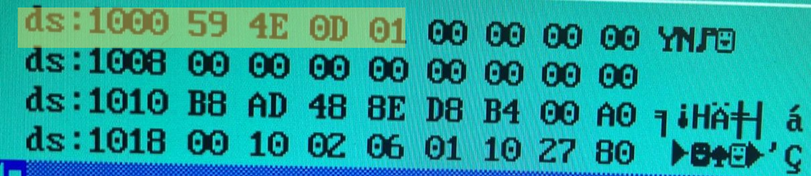 ds:1000 59 4E 0D 01 00 00 00 00 YN♪☺
ds:1008 00 00 00 00 00 00 00 00
ds:1010 B8 AD 48 8E D8 B4 00 A0 ╕¡HÄ╪┤ á
ds:1018 00 10 02 06 01 10 27 80 ►☻♠☺►'Ç